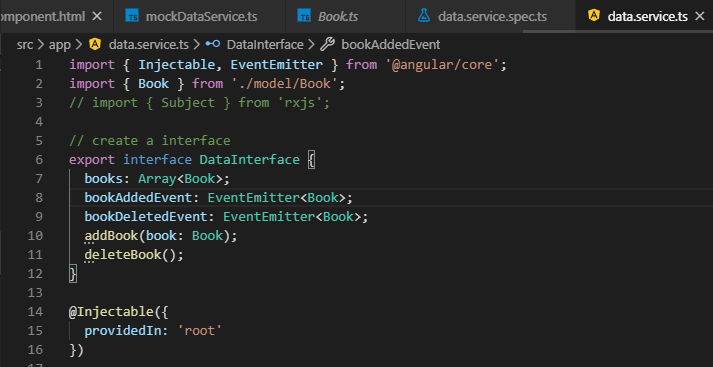 omponent.html TS mockDataService.ts TS Book.ts data.service.spec.ts A data.service.ts
src > app > A data.service.ts > DataInterface > bookAddedEvent
1 import { Injectable, EventEmitter } from '@angular/core';
2 import { Book } from './model/Book';
3 // import { Subject } from 'rxjs';
4
5 // create a interface
6 export interface DataInterface {
7 books: Array<Book>;
8 bookAddedEvent: EventEmitter<Book>;
9 bookDeletedEvent: EventEmitter<Book>;
10 addBook(book: Book);
11 deleteBook();
12 }
13
14 @Injectable({
15 providedIn: 'root'
16 })
17